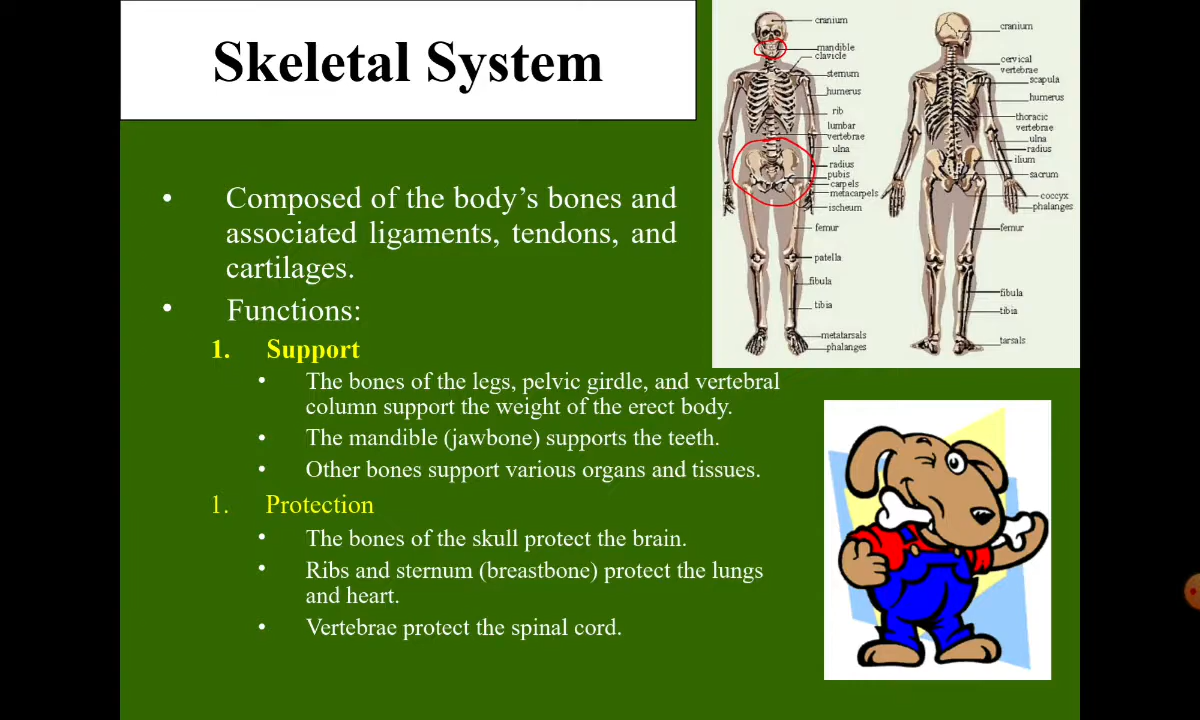 Skeletal System
• Composed of the body's bones and
associated ligaments, tendons, and
cartilages.
• Functions:
1. Support
• The bones of the legs, pelvic girdle, and vertebral
column support the weight of the erect body.
• The mandible (jawbone) supports the teeth.
• Other bones support various organs and tissues.
1. Protection
• The bones of the skull protect the brain.
• Ribs and sternum (breastbone) protect the lungs
and heart.
• Vertebrae protect the spinal cord.
cranium
mandible
clavicle
sternum
humerus
rib
lumbar
vertebrae
ulna
radius
pubis
carpels
metacarpels
ischeum
femur
patella
fibula
tibia
metatarsals
phalanges
cranium
cervical
vertebrae
scapula
humerus
thoracic
vertebrae
ulna
radius
ilium
sacrum
coccyx
phalanges
femur
fibula
tibia
tarsals